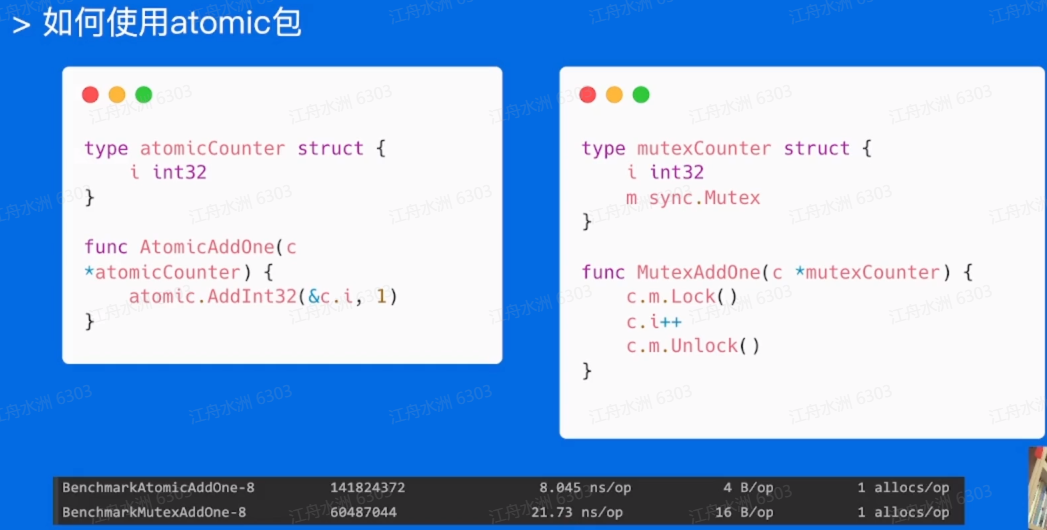 > 如何使用atomic包
type atomicCounter struct {
i int32
}
func AtomicAddOne(c
*atomicCounter) {
atomic.AddInt32(&c.i, 1)
}
type mutexCounter struct {
i int32
m sync.Mutex
}
func MutexAddOne(c *mutexCounter) {
c.m.Lock()
c.i++
c.m.Unlock()
}
BenchmarkAtomicAddOne-8 141824372 8.045 ns/op 4 B/op 1 allocs/op
BenchmarkMutexAddOne-8 60487044 21.73 ns/op 16 B/op 1 allocs/op
江舟水洲 6303